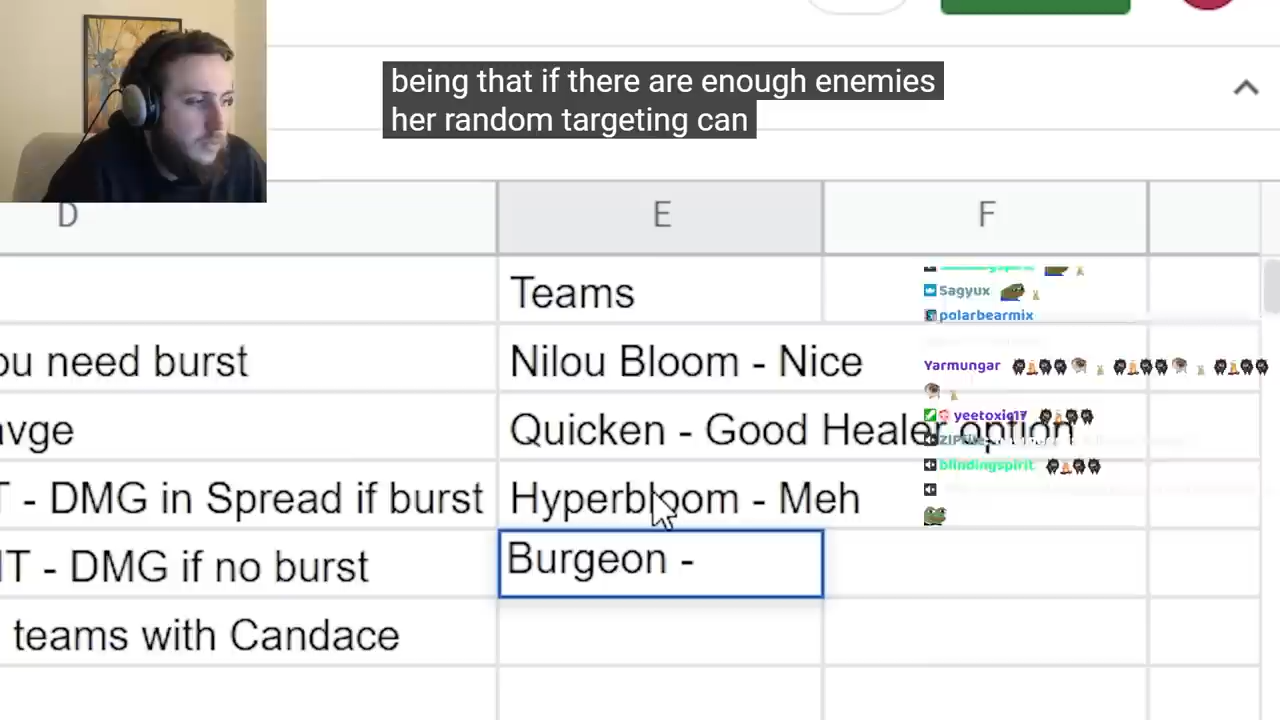 being that if there are enough enemies
her random targeting can
D
E
F
Teams
Sagyux
polarbearmix
ou need burst
Nilou Bloom - Nice
Yarmungar
avge
Quicken - Good Healer option
yeetoxic17
blindingspirit
T - DMG in Spread if burst
Hyperbloom - Meh
IT - DMG if no burst
Burgeon -
teams with Candace